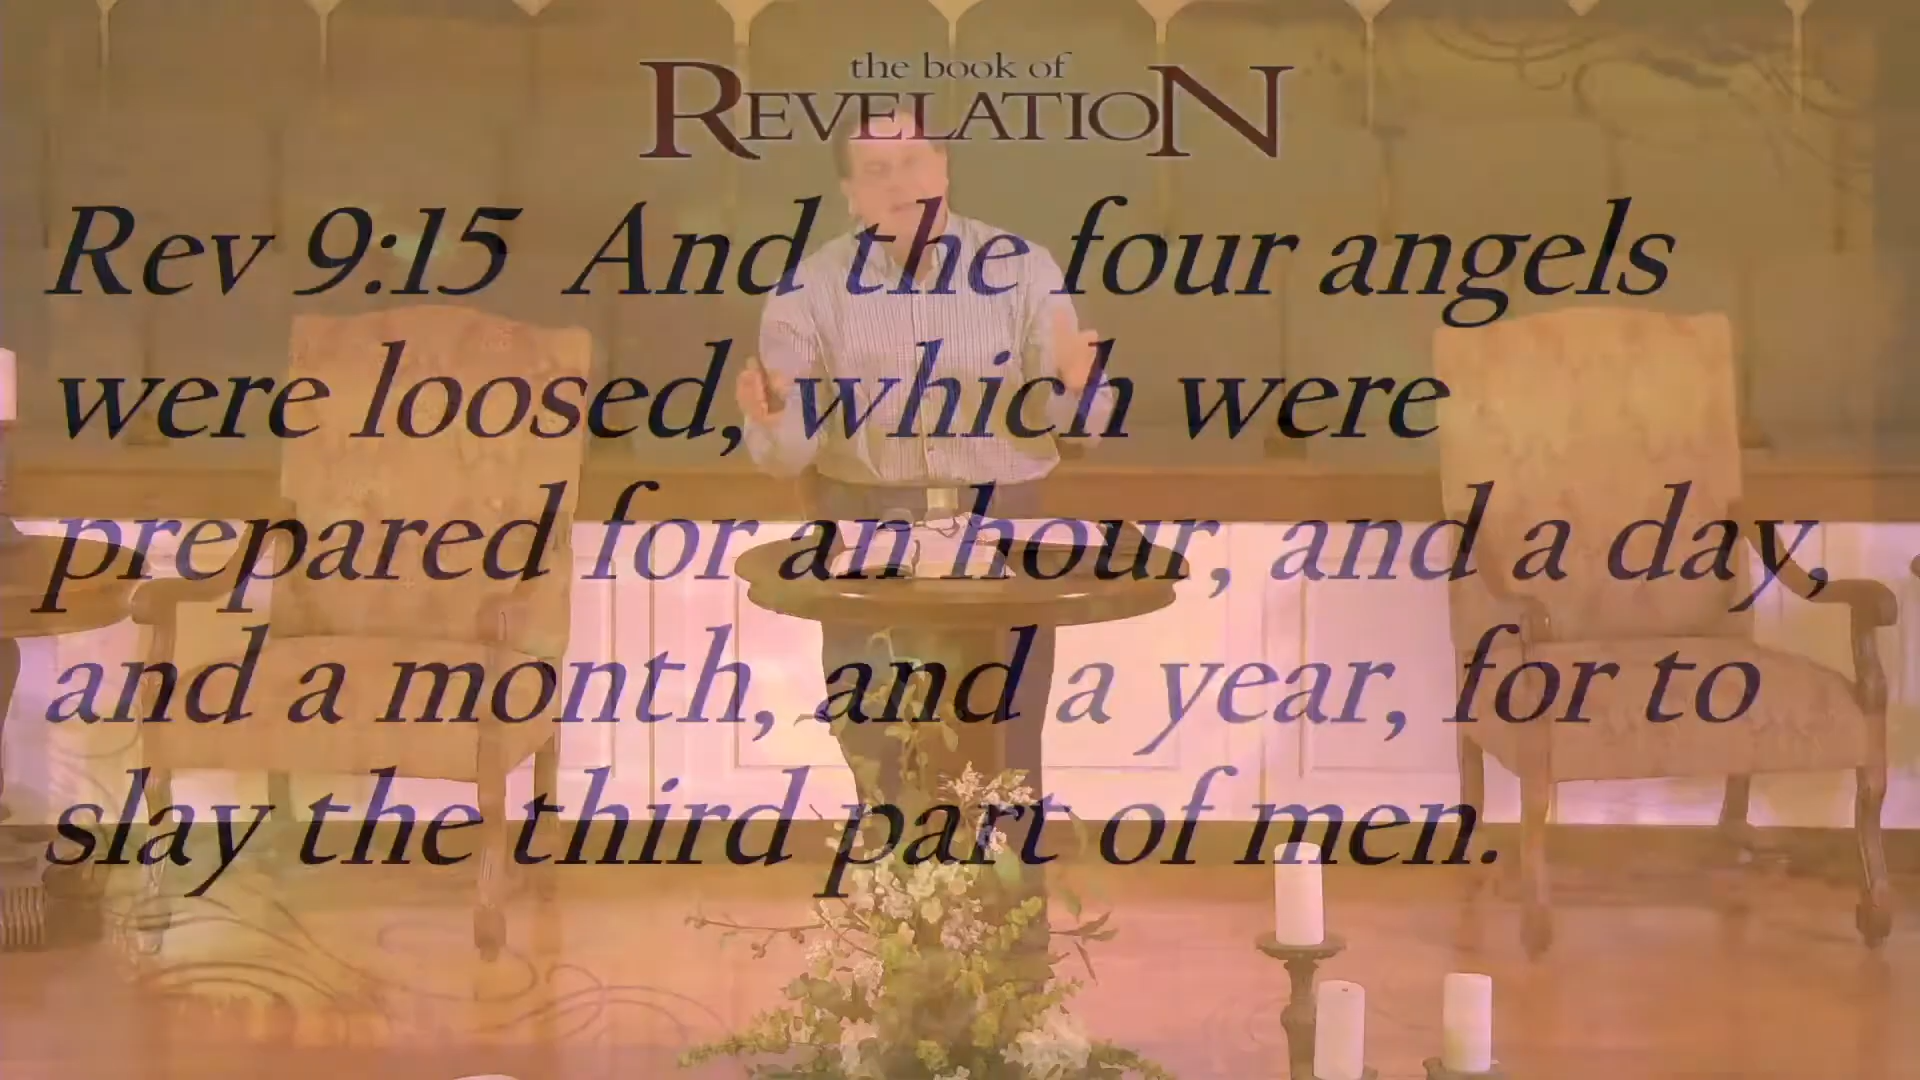 the book of
REVELATION
Rev 9:15 And the four angels
were loosed, which were
prepared for an hour, and a day,
and a month, and a year, for to
slay the third part of men.